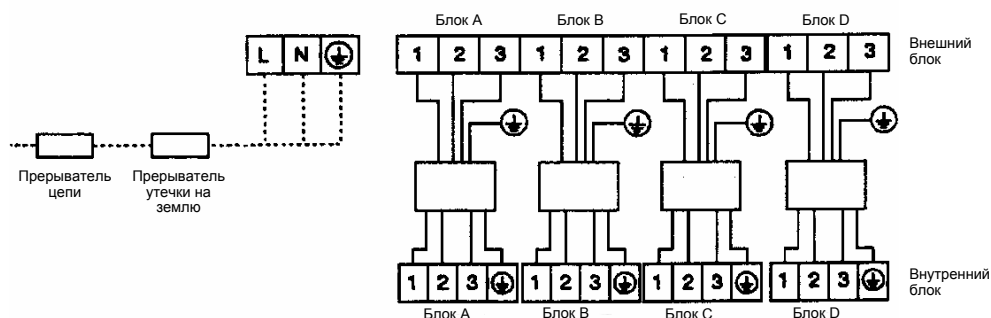 Блок A
Блок B
Блок C
Блок D
L N
1 2 3 1 2 3 1 2 3 1 2 3
Внешний
блок
Прерыватель
цепи
Прерыватель
утечки на
землю
1 2 3
1 2 3
1 2 3
1 2 3
Внутренний
блок
Блок A
Блок B
Блок C
Блок D